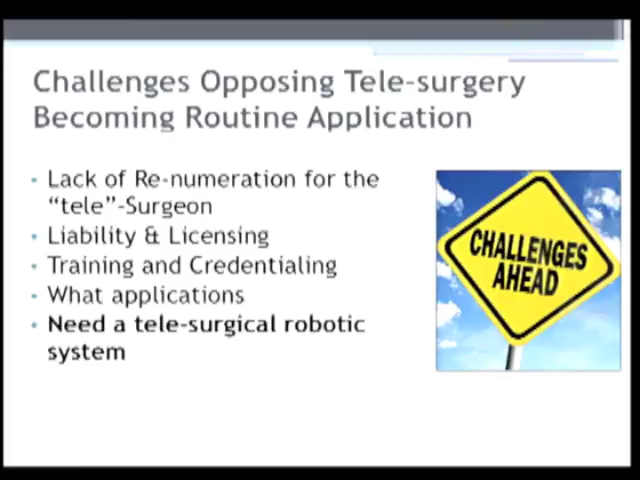 Challenges Opposing Tele-surgery
Becoming Routine Application
• Lack of Re-numeration for the
“tele”-Surgeon
• Liability & Licensing
• Training and Credentialing
• What applications
• Need a tele-surgical robotic
system
CHALLENGES
AHEAD